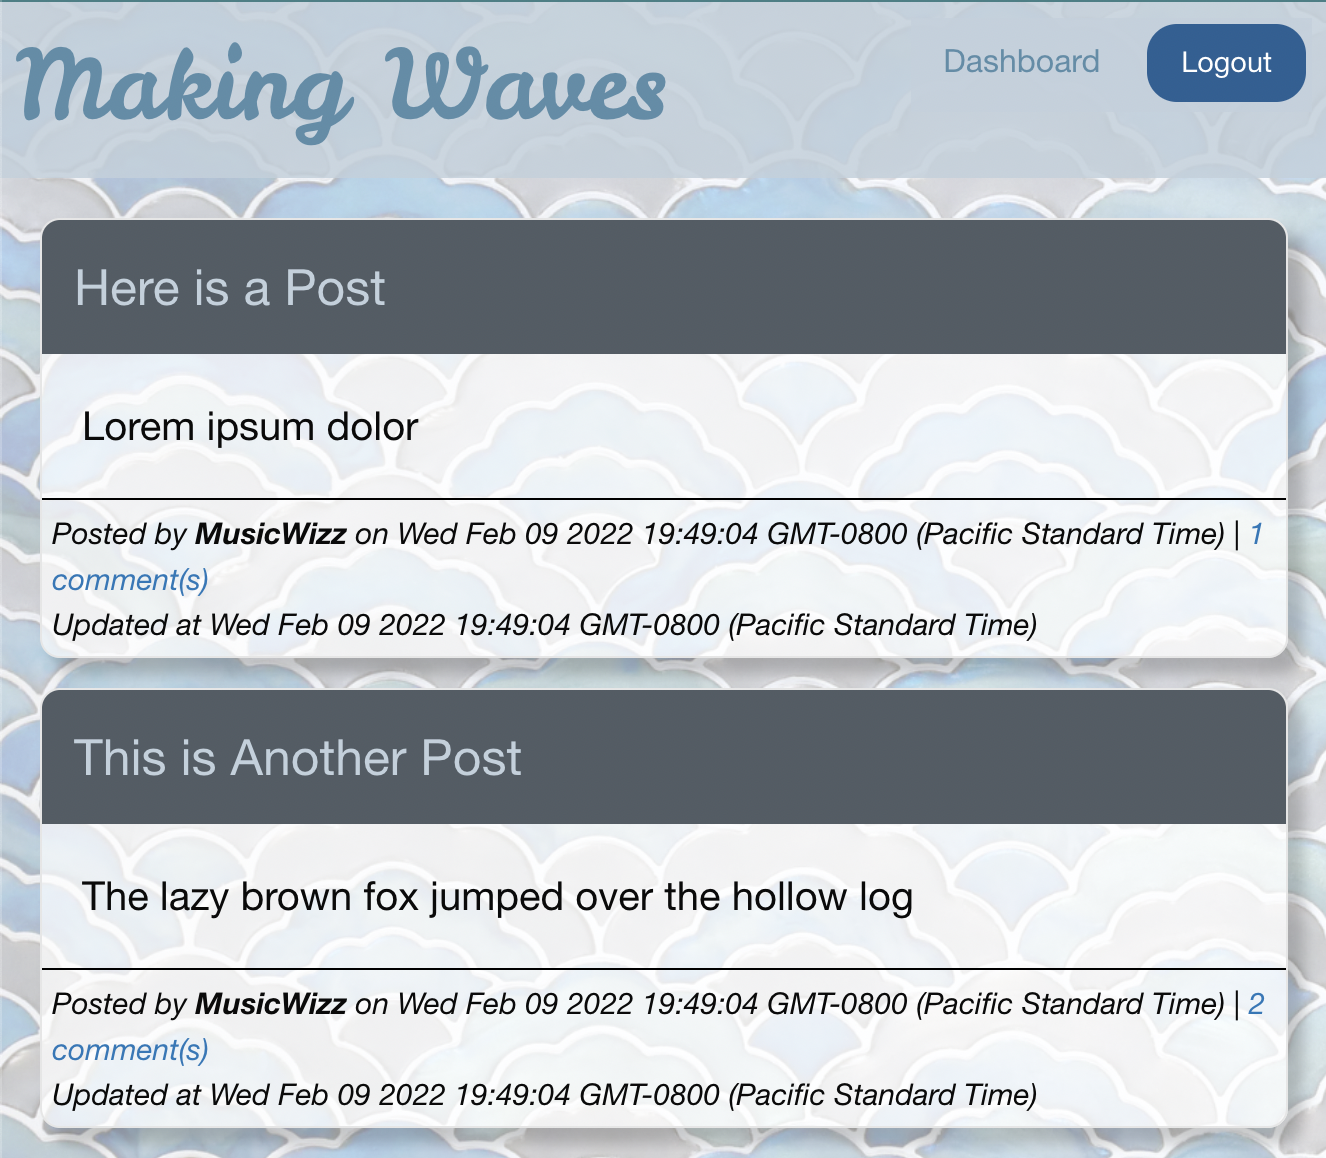 Making Waves
Dashboard
Logout
Here is a Post
Lorem ipsum dolor
Posted by MusicWizz on Wed Feb 09 2022 19:49:04 GMT-0800 (Pacific Standard Time) | 1
comment(s)
Updated at Wed Feb 09 2022 19:49:04 GMT-0800 (Pacific Standard Time)
This is Another Post
The lazy brown fox jumped over the hollow log
Posted by MusicWizz on Wed Feb 09 2022 19:49:04 GMT-0800 (Pacific Standard Time) | 2
comment(s)
Updated at Wed Feb 09 2022 19:49:04 GMT-0800 (Pacific Standard Time)